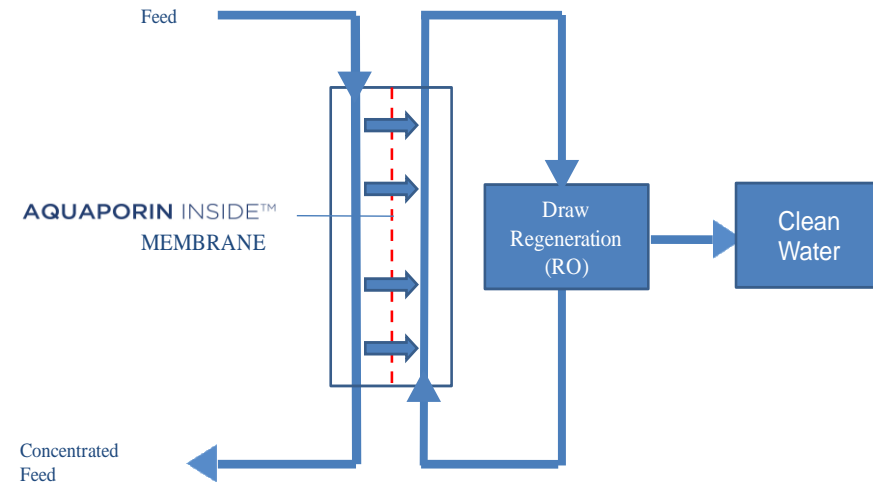 Feed
AQUAPORIN INSIDE™
MEMBRANE
Draw
Regeneration
(RO)
Clean
Water
Concentrated
Feed